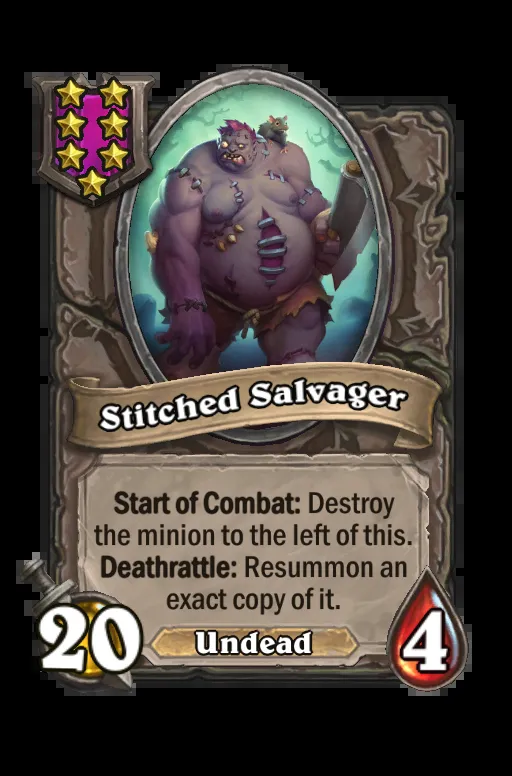 Stitched Salvager
Start of Combat: Destroy
the minion to the left of this.
Deathrattle: Resummon an
exact copy of it.
20
Undead
4